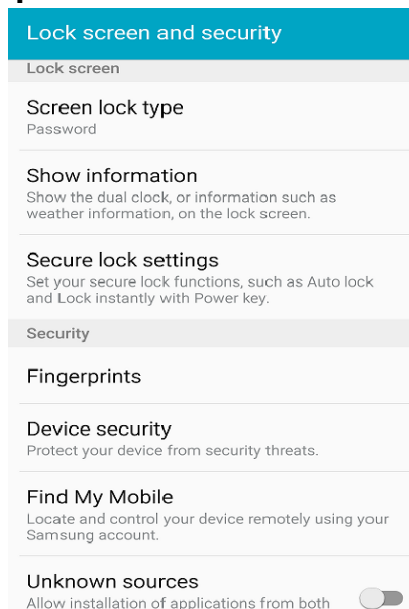 Lock screen and security
Lock screen
Screen lock type
Password
Show information
Show the dual clock, or information such as
weather information, on the lock screen.
Secure lock settings
Set your secure lock functions, such as Auto lock
and Lock instantly with Power key.
Security
Fingerprints
Device security
Protect your device from security threats.
Find My Mobile
Locate and control your device remotely using your
Samsung account.
Unknown sources
Allow installation of applications from both